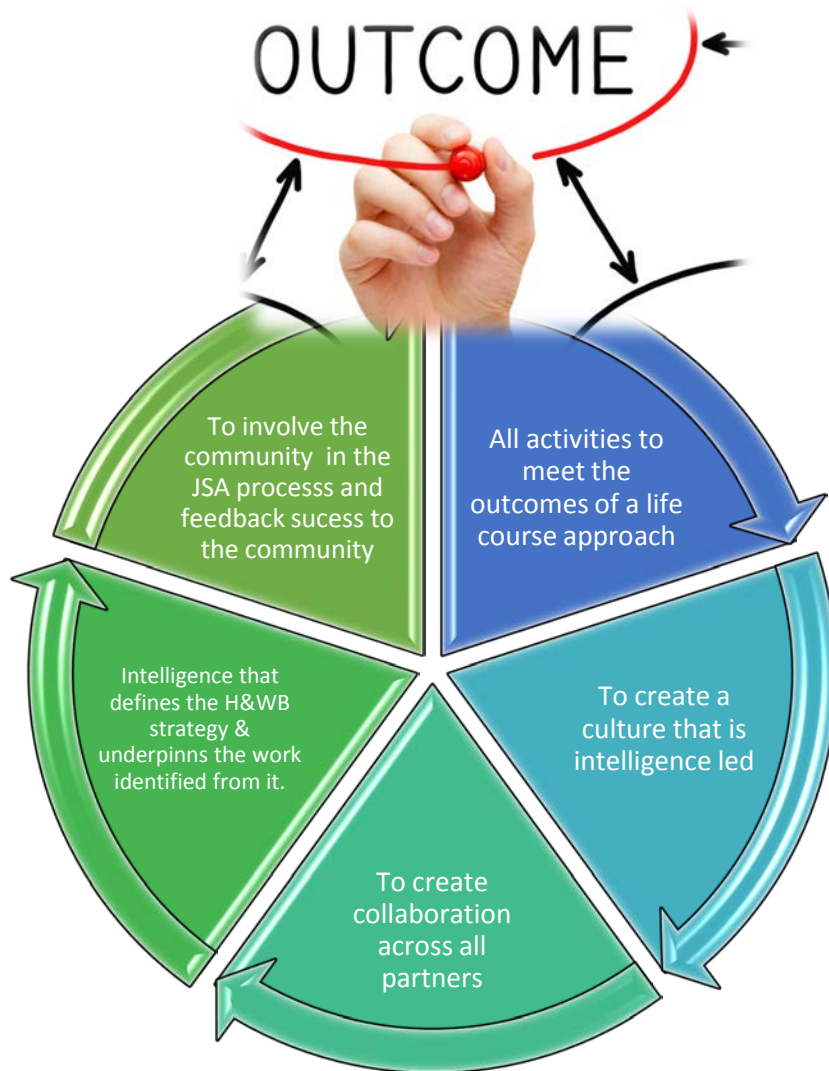 OUTCOME
To involve the
community in the
JSA processs and
feedback sucess to
the community
All activities to
meet the
outcomes of a life
course approach
Intelligence that
defines the H&WB
strategy &
underpinns the work
identified from it.
To create a
culture that is
intelligence led
To create
collaboration
across all
partners